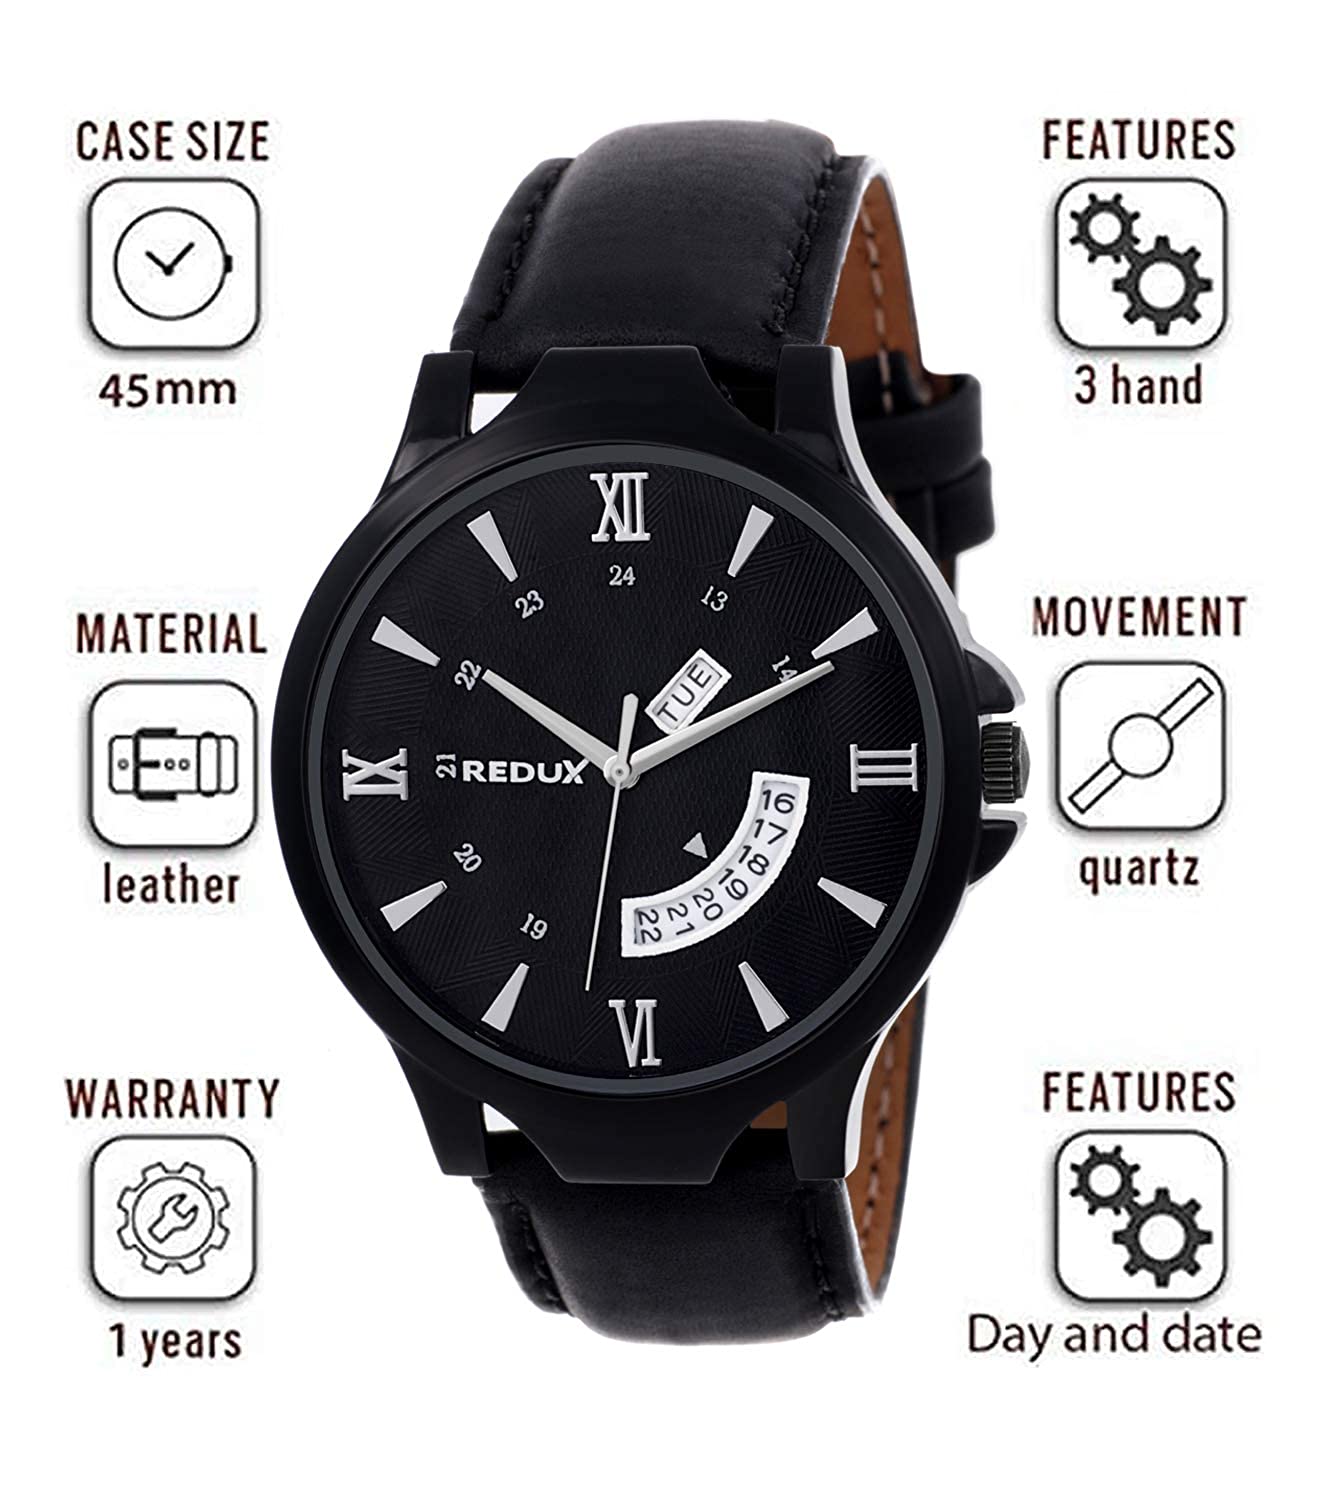 CASE SIZE
45mm
MATERIAL
leather
WARRANTY
1 years
FEATURES
3 hand
MOVEMENT
quartz
FEATURES
Day and date
XII
24
23
13
22
14
TUE
IX
21
REDUX
III
16
17
18
19
20
21
22
20
19
VI